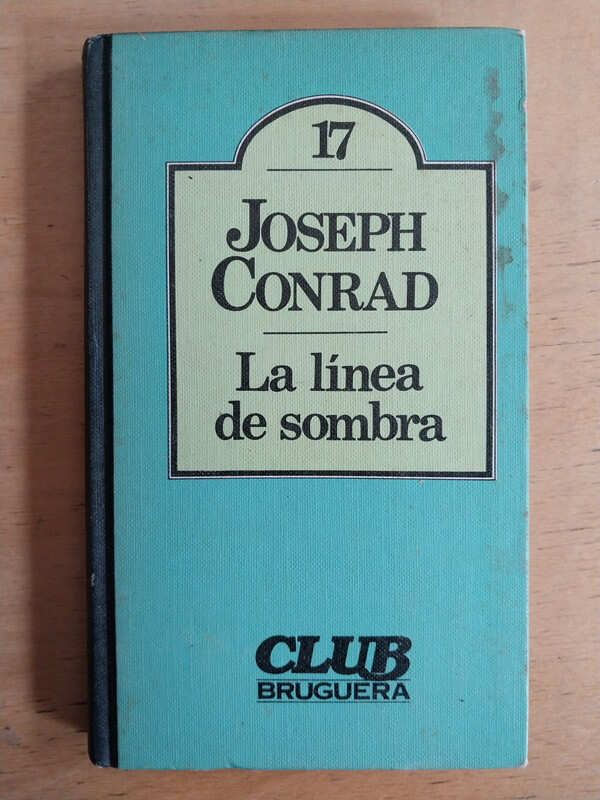 17
JOSEPH
CONRAD
La línea
de sombra
CLUB
BRUGUERA